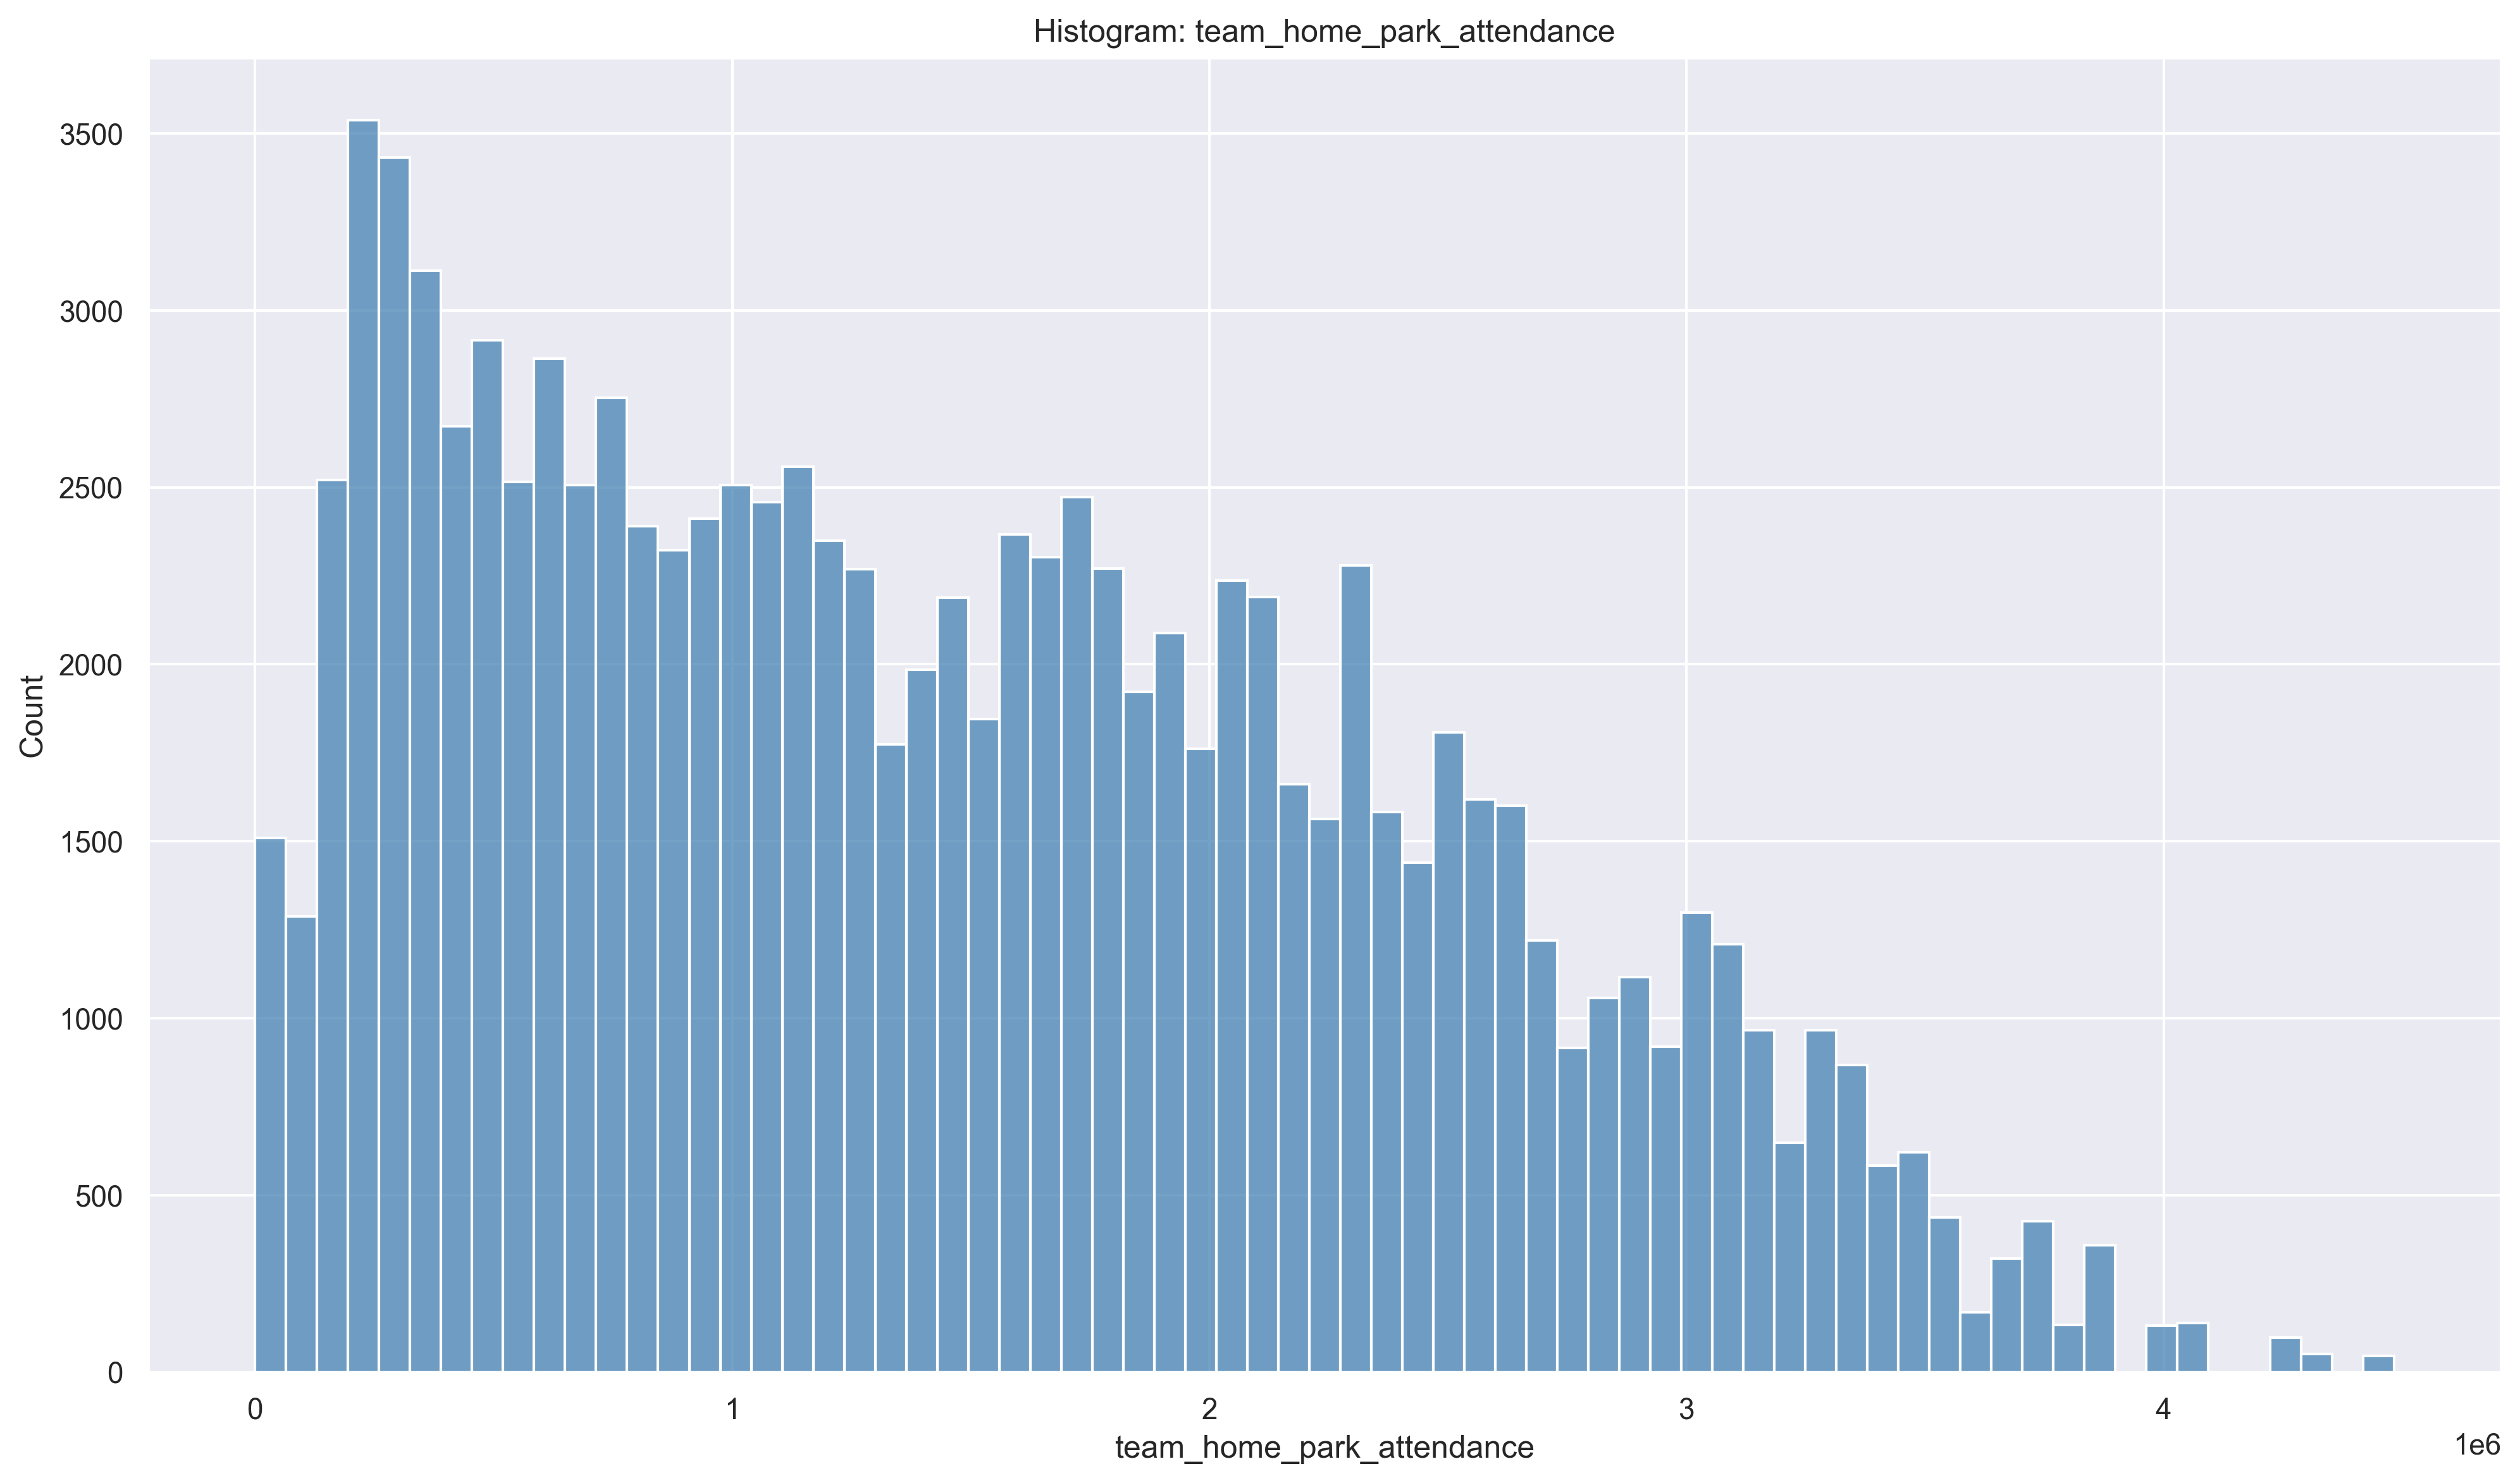 Histogram: team_home_park_attendance
Count
3500
3000
2500
2000
1500
1000
500
0
0 1 2 3 4
team_home_park_attendance
1e6